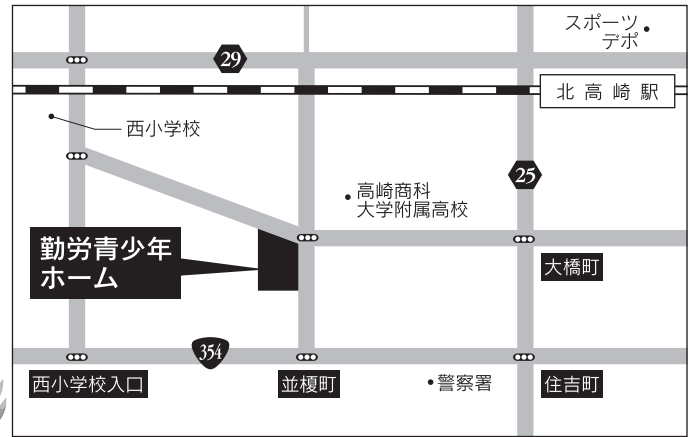 スポーツ
デポ
29
北高崎駅
西小学校
25
高崎商科
大学附属高校
勤労青少年
ホーム
大橋町
354
西小学校入口
並榎町
警察署
住吉町